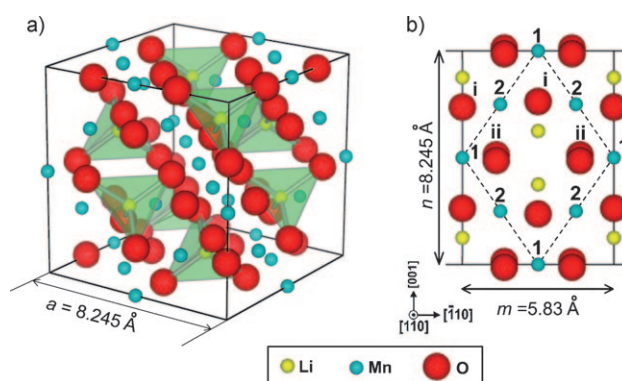 a)
a = 8.245 Å
b)
1
i
i
2
2
ii
ii
1
1
2
2
1
n = 8.245 Å
[001]
[1̄10]
[110]
m = 5.83 Å
Li Mn O